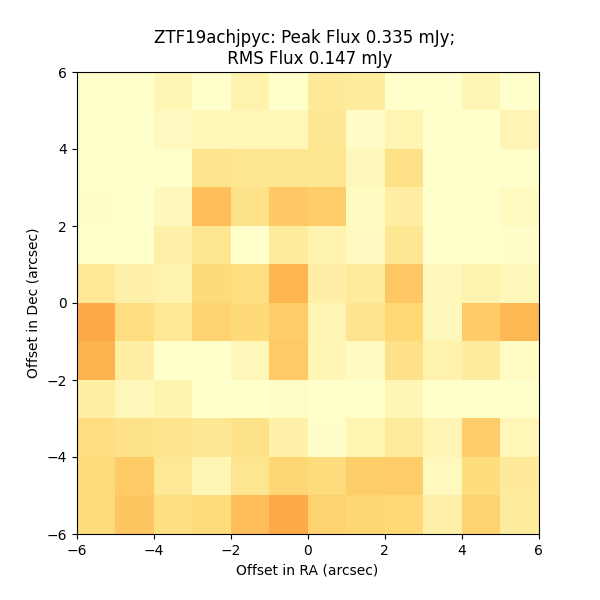 ZTF19achjpyc: Peak Flux 0.335 mJy;
RMS Flux 0.147 mJy
6
4
2
0
−2
−4
−6
Offset in Dec (arcsec)
−6 −4 −2 0 2 4 6
Offset in RA (arcsec)